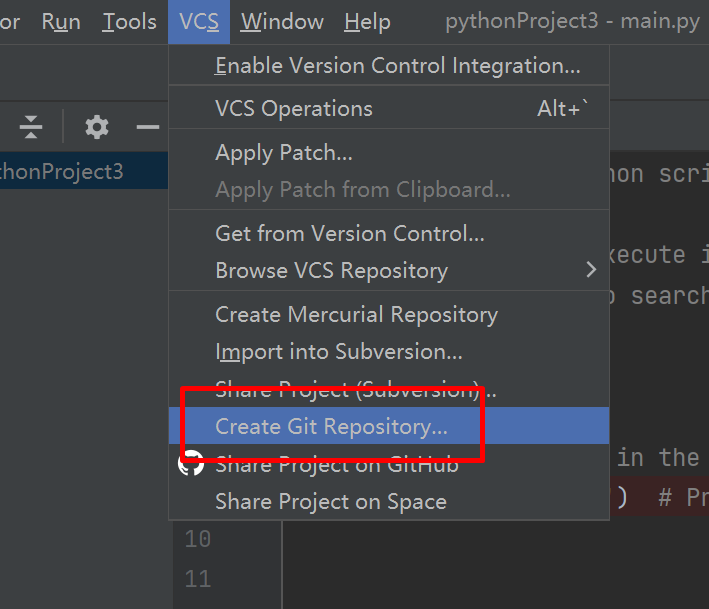 or Run Tools VCS Window Help pythonProject3 - main.py
Enable Version Control Integration...
VCS Operations Alt+`
thonProject3
Apply Patch...
Apply Patch from Clipboard...
Get from Version Control...
Browse VCS Repository
Create Mercurial Repository
Import into Subversion...
Share Project (Subversion)...
Create Git Repository...
Share Project on GitHub
Share Project on Space
hon scri
xecute i
search
in the
') # Pr
10
11